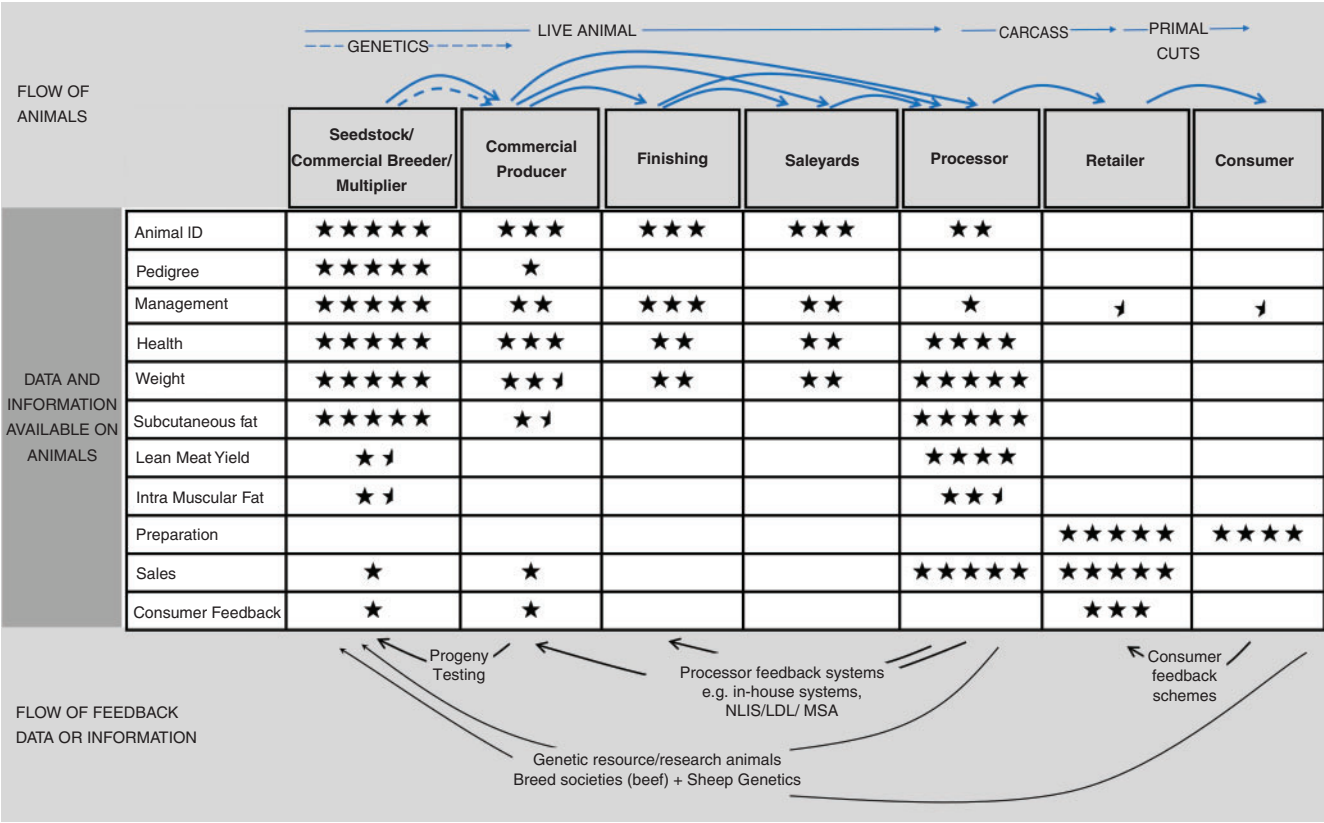 LIVE ANIMAL
CARCASS
PRIMAL
CUTS
GENETICS
FLOW OF
ANIMALS
Seedstock/
Commercial Breeder/
Multiplier
Commercial
Producer
Finishing
Saleyards
Processor
Retailer
Consumer
DATA AND
INFORMATION
AVAILABLE ON
ANIMALS
Animal ID
Pedigree
Management
Health
Weight
Subcutaneous fat
Lean Meat Yield
Intra Muscular Fat
Preparation
Sales
Consumer Feedback
FLOW OF FEEDBACK
DATA OR INFORMATION
Progeny
Testing
Processor feedback systems
e.g. in-house systems,
NLIS/LDL/ MSA
Consumer
feedback
schemes
Genetic resource/research animals
Breed societies (beef) + Sheep Genetics